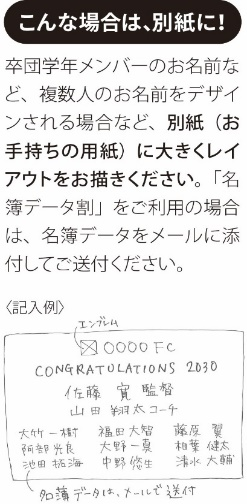 こんな場合は、別紙に!
卒団学年メンバーのお名前な
ど、複数人のお名前をデザイ
ンされる場合など、別紙（お
手持ちの用紙）に大きくレイ
アウトをお描きください。「名
簿データ割」をご利用の場合
は、名簿データをメールに添
付してご送付ください。
〈記入例〉
エンブレム
OOOO FC
CONGRATULATIONS 2030
佐藤 寛 監督
山田 翔太コーチ
大竹 一樹 福田 大智 藤原 翼
阿部 亮良 大野 一真 相葉 健太
池田 拓海 中野 悠生 清水 大輔
名簿データは、メールで送付